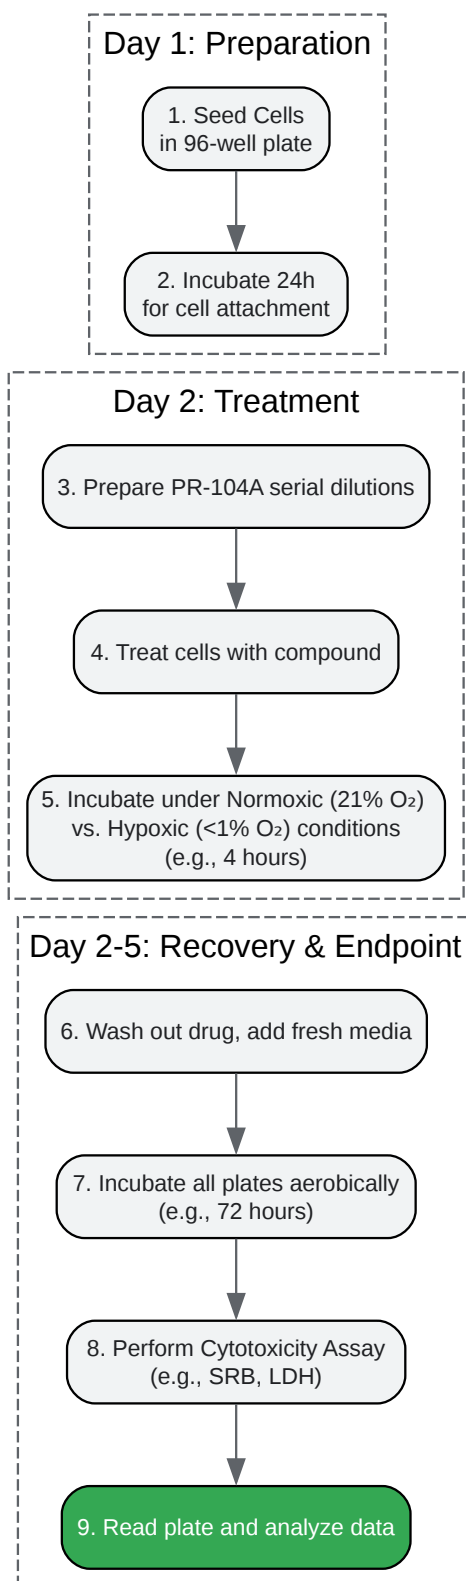 Day 1: Preparation
1. Seed Cells
in 96-well plate
2. Incubate 24h
for cell attachment
Day 2: Treatment
3. Prepare PR-104A serial dilutions
4. Treat cells with compound
5. Incubate under Normoxic (21% O₂)
vs. Hypoxic (<1% O₂) conditions
(e.g., 4 hours)
Day 2-5: Recovery & Endpoint
6. Wash out drug, add fresh media
7. Incubate all plates aerobically
(e.g., 72 hours)
8. Perform Cytotoxicity Assay
(e.g., SRB, LDH)
9. Read plate and analyze data